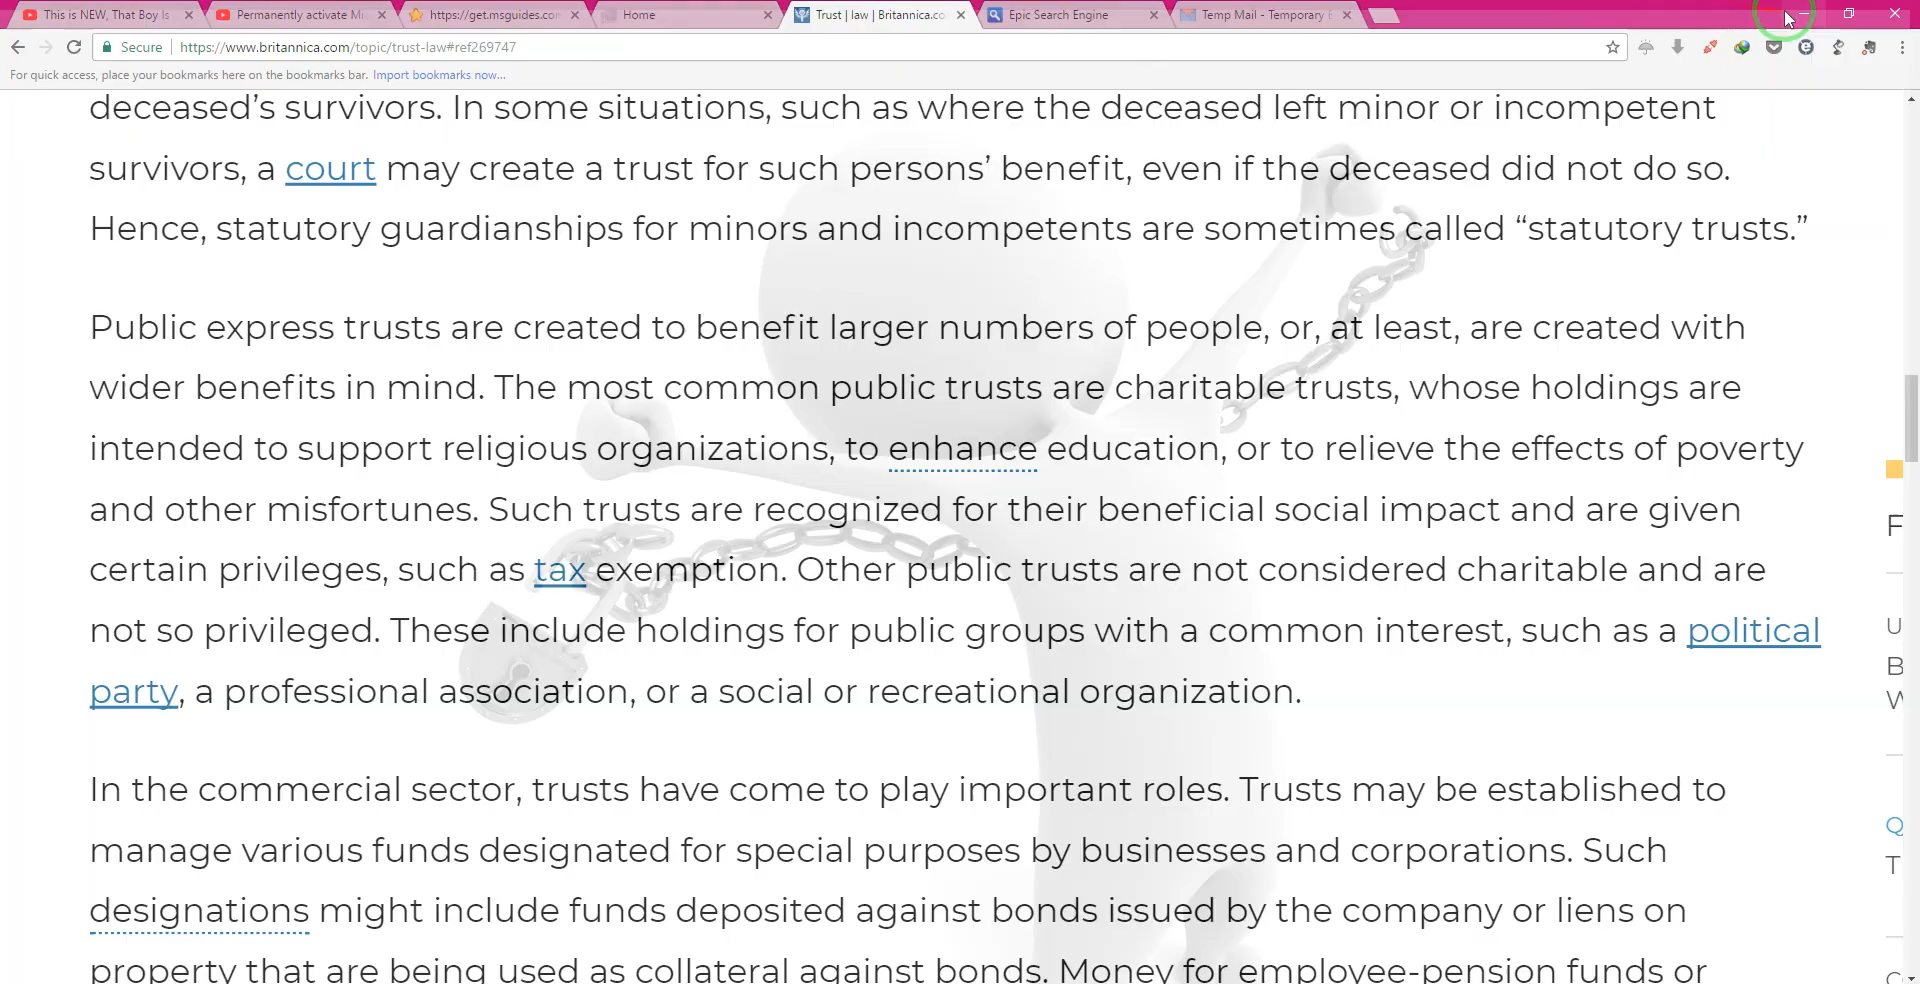 This is NEW, That Boy Is
Permanently activate Mi
https://get.msguides.com
Home
Trust | law | Britannica.co
Epic Search Engine
Temp Mail - Temporary E
Secure
https://www.britannica.com/topic/trust-law#ref269747
For quick access, place your bookmarks here on the bookmarks bar. Import bookmarks now...
deceased’s survivors. In some situations, such as where the deceased left minor or incompetent
survivors, a court may create a trust for such persons’ benefit, even if the deceased did not do so.
Hence, statutory guardianships for minors and incompetents are sometimes called “statutory trusts.”
Public express trusts are created to benefit larger numbers of people, or, at least, are created with
wider benefits in mind. The most common public trusts are charitable trusts, whose holdings are
intended to support religious organizations, to enhance education, or to relieve the effects of poverty
and other misfortunes. Such trusts are recognized for their beneficial social impact and are given
certain privileges, such as tax exemption. Other public trusts are not considered charitable and are
not so privileged. These include holdings for public groups with a common interest, such as a political
party, a professional association, or a social or recreational organization.
In the commercial sector, trusts have come to play important roles. Trusts may be established to
manage various funds designated for special purposes by businesses and corporations. Such
designations might include funds deposited against bonds issued by the company or liens on
property that are being used as collateral against bonds. Money for employee-pension funds or
F
U
B
W
Q
T